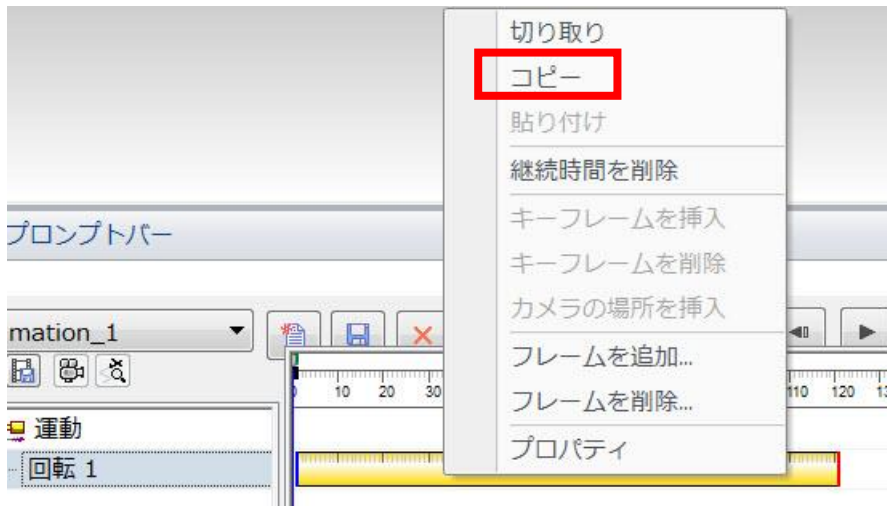 切り取り
コピー
貼り付け
継続時間を削除
キーフレームを挿入
キーフレームを削除
カメラの場所を挿入
フレームを追加...
フレームを削除...
プロパティ
プロンプトバー
mation_1
10 20 30
110 120 13
運動
回転 1